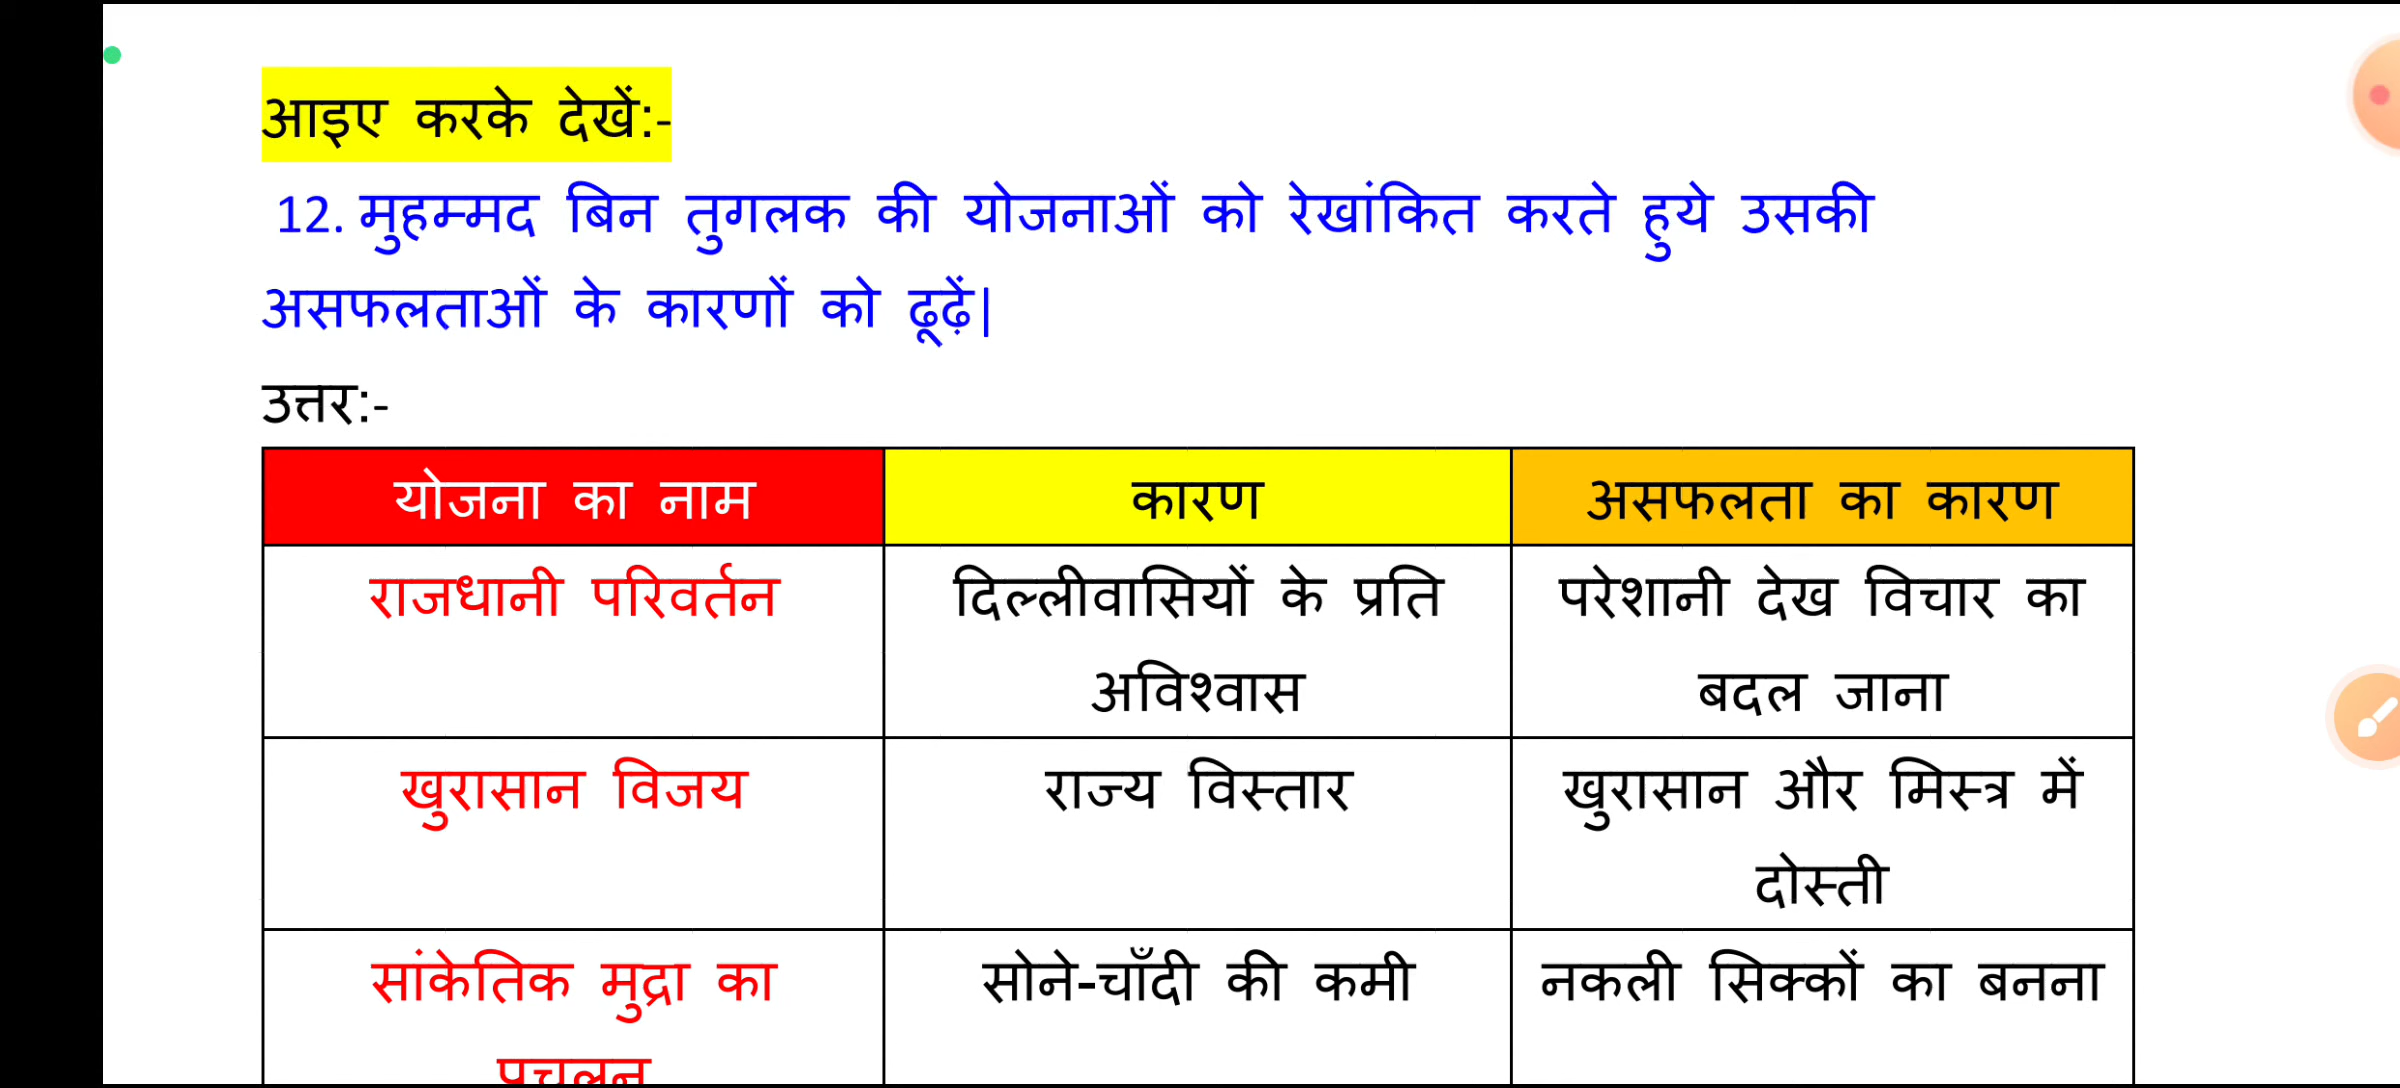 आइए करके देखें:-
12. मुहम्मद बिन तुगलक की योजनाओं को रेखांकित करते हुये उसकी
असफलताओं के कारणों को ढूढ़ें|
उत्तर:-
योजना का नाम कारण असफलता का कारण
राजधानी परिवर्तन दिल्लीवासियों के प्रति परेशानी देख विचार का
अविश्वास बदल जाना
खुरासान विजय राज्य विस्तार खुरासान और मिस्त्र में
दोस्ती
सांकेतिक मुद्रा का सोने-चाँदी की कमी नकली सिक्कों का बनना
प्रचलन